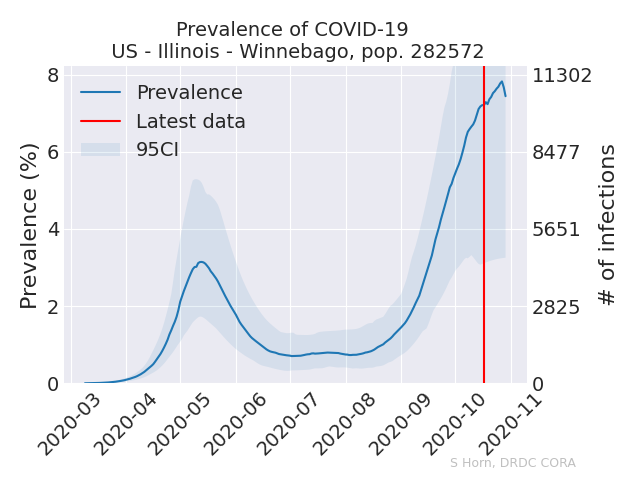 Prevalence of COVID-19
US - Illinois - Winnebago, pop. 282572
Prevalence
Latest data
95CI
Prevalence (%)
8
6
4
2
0
11302
8477
5651
2825
0
# of infections
2020-03
2020-04
2020-05
2020-06
2020-07
2020-08
2020-09
2020-10
2020-11
S Horn, DRDC CORA